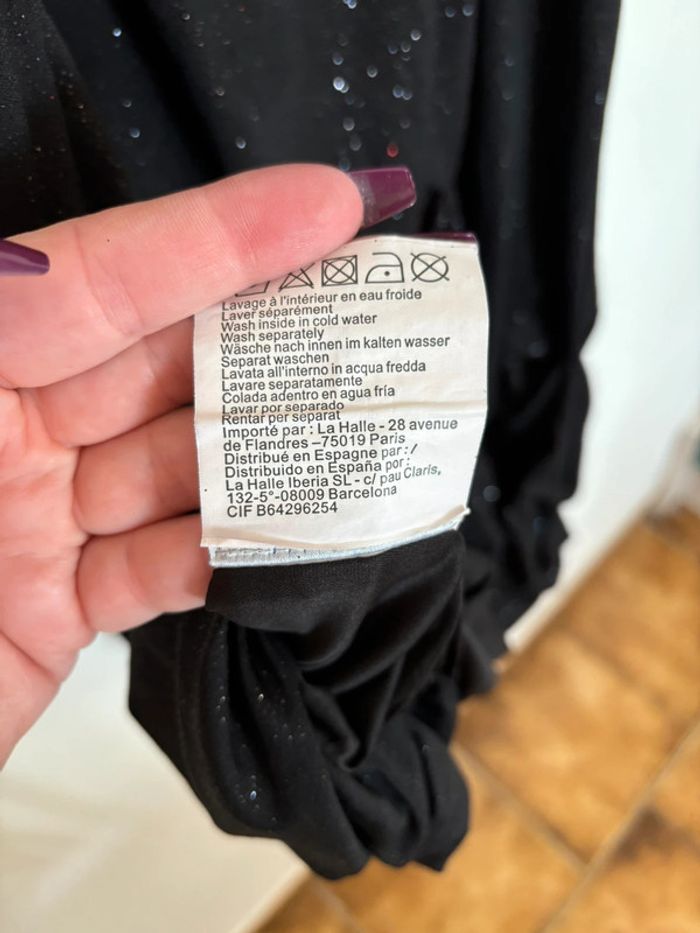 Lavage à l'intérieur en eau froide
Laver séparément
Wash inside in cold water
Wash separately
Wäsche nach innen im kalten wasser
Separat waschen
Lavata all'interno in acqua fredda
Lavare separatamente
Colada adentro en agua fría
Lavar por separado
Rentar per separat
Importé par : La Halle - 28 avenue
de Flandres –75019 Paris
Distribué en Espagne par : /
Distribuido en España por :
La Halle Iberia SL - c/ pau Claris,
132-5°-08009 Barcelona
CIF B64296254